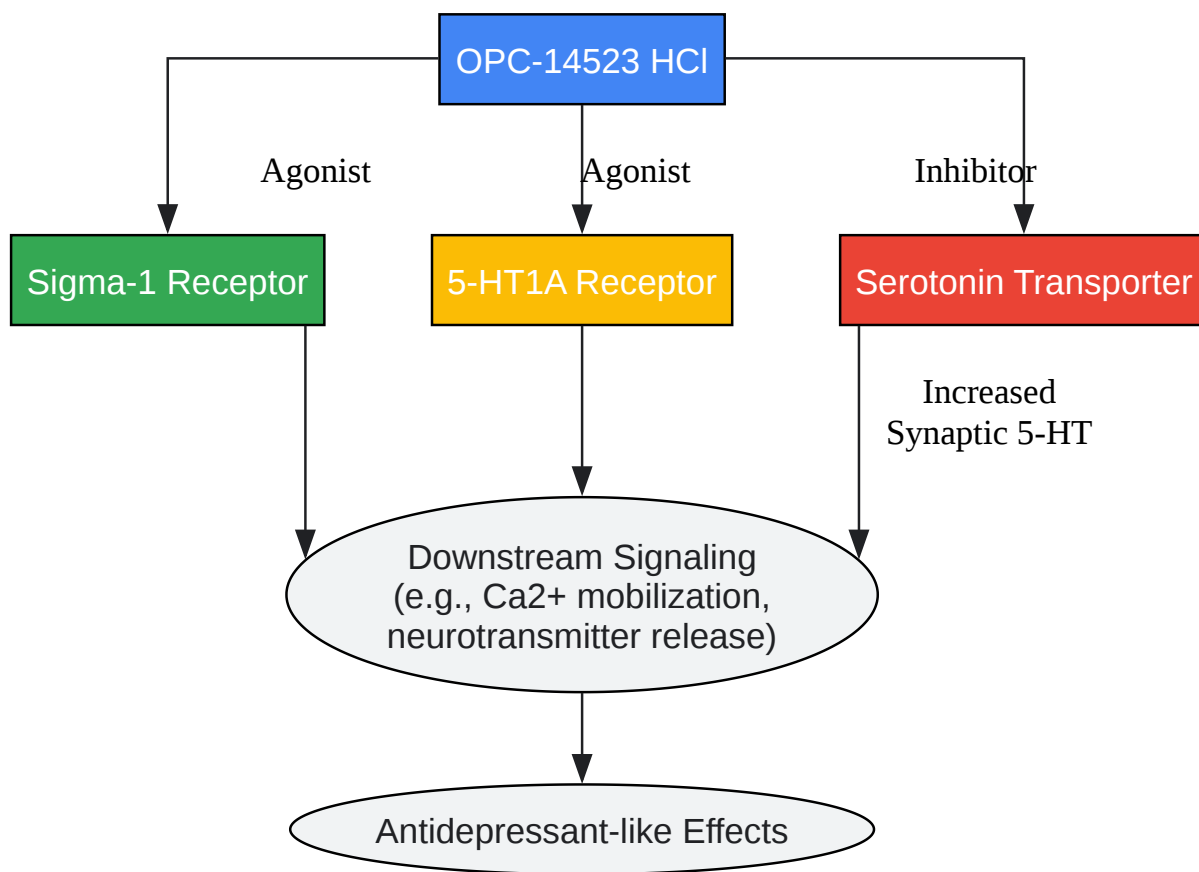 OPC-14523 HCl
Agonist
Agonist
Inhibitor
Sigma-1 Receptor
5-HT1A Receptor
Serotonin Transporter
Increased
Synaptic 5-HT
Downstream Signaling
(e.g., Ca2+ mobilization,
neurotransmitter release)
Antidepressant-like Effects